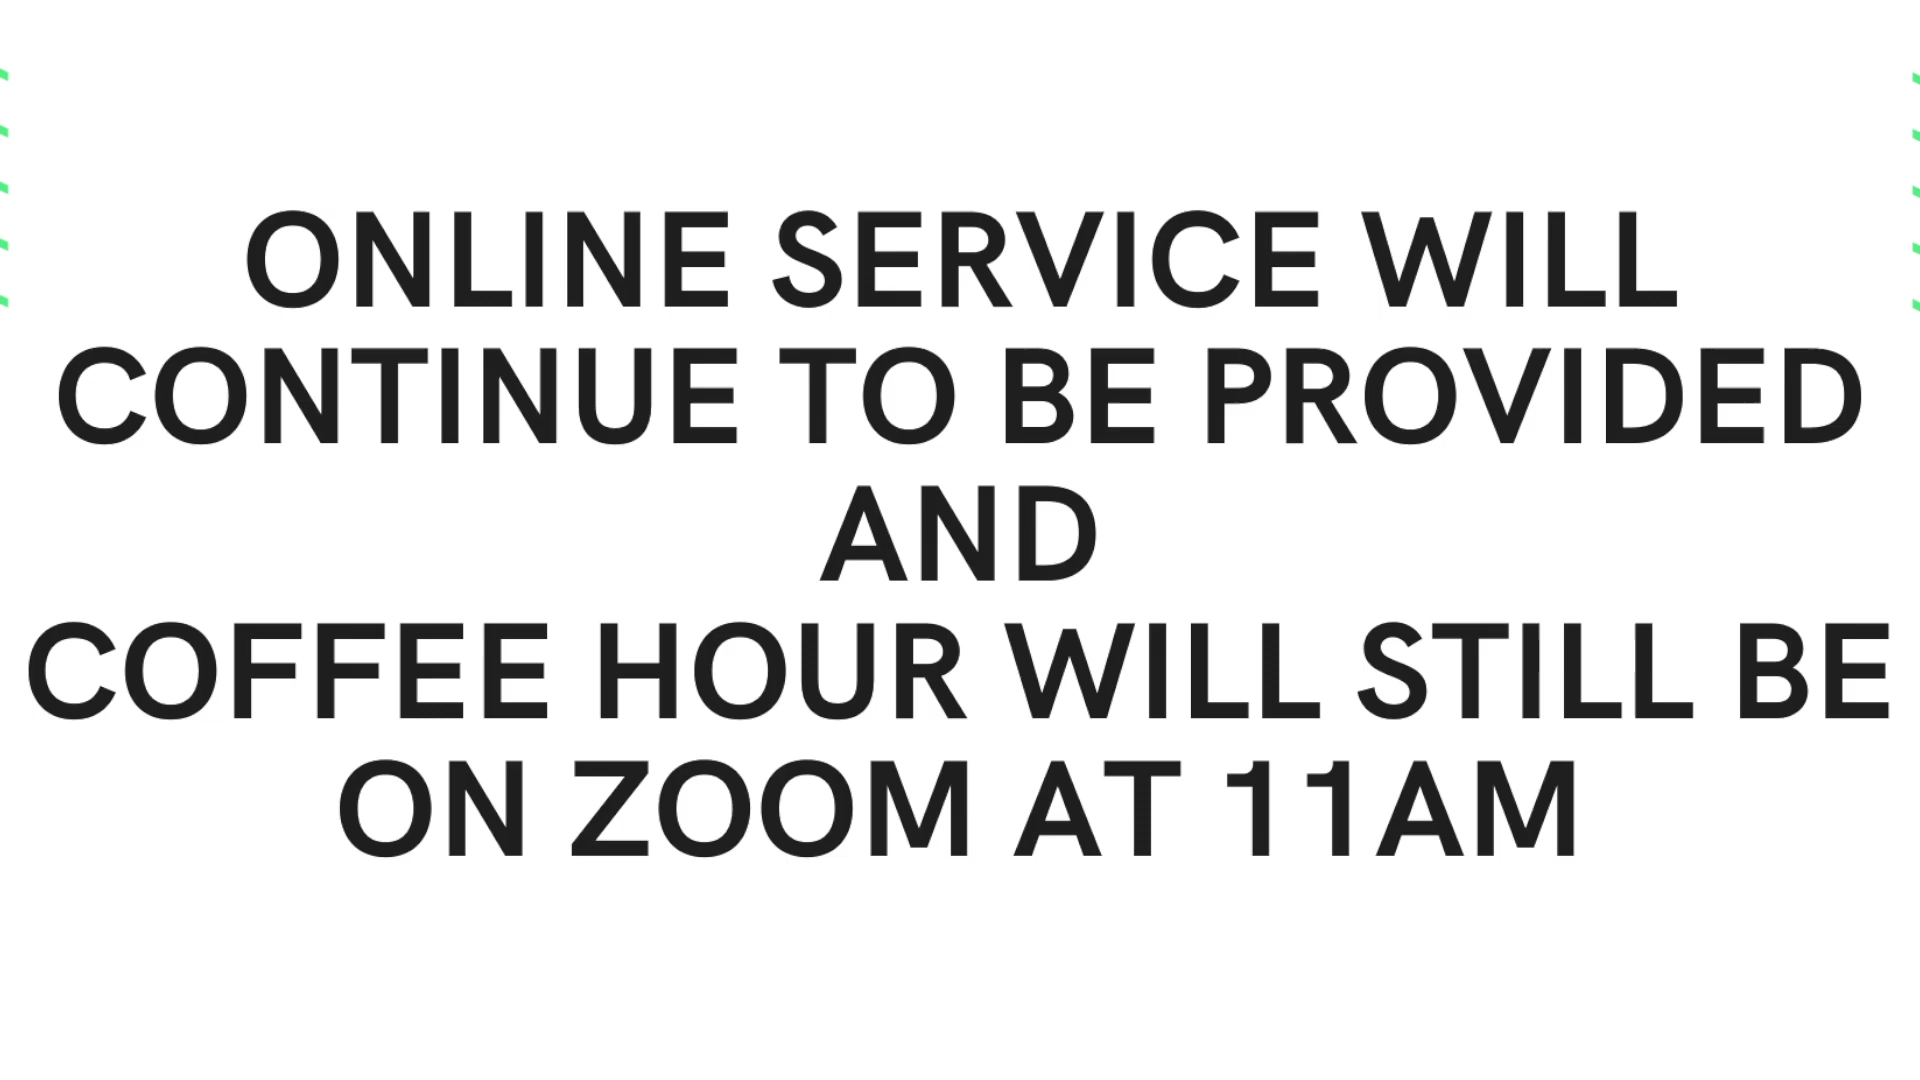 ONLINE SERVICE WILL
CONTINUE TO BE PROVIDED
AND
COFFEE HOUR WILL STILL BE
ON ZOOM AT 11AM